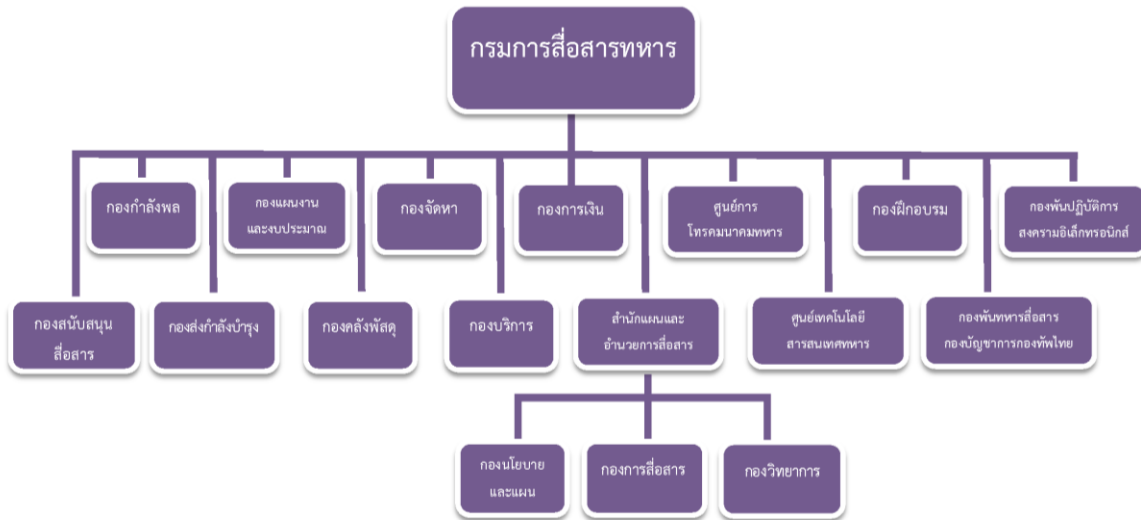 กรมการสื่อสารทหาร
กองกำลังพล
กองแผนงาน
และงบประมาณ
กองจัดหา
กองการเงิน
ศูนย์การ
โทรคมนาคมทหาร
กองฝึกอบรม
กองพันปฏิบัติการ
สงครามอิเล็กทรอนิกส์
กองสนับสนุน
สื่อสาร
กองส่งกำลังบำรุง
กองคลังพัสดุ
กองบริการ
สำนักแผนและ
อำนวยการสื่อสาร
ศูนย์เทคโนโลยี
สารสนเทศทหาร
กองพันทหารสื่อสาร
กองบัญชาการกองทัพไทย
กองนโยบาย
และแผน
กองการสื่อสาร
กองวิทยาการ